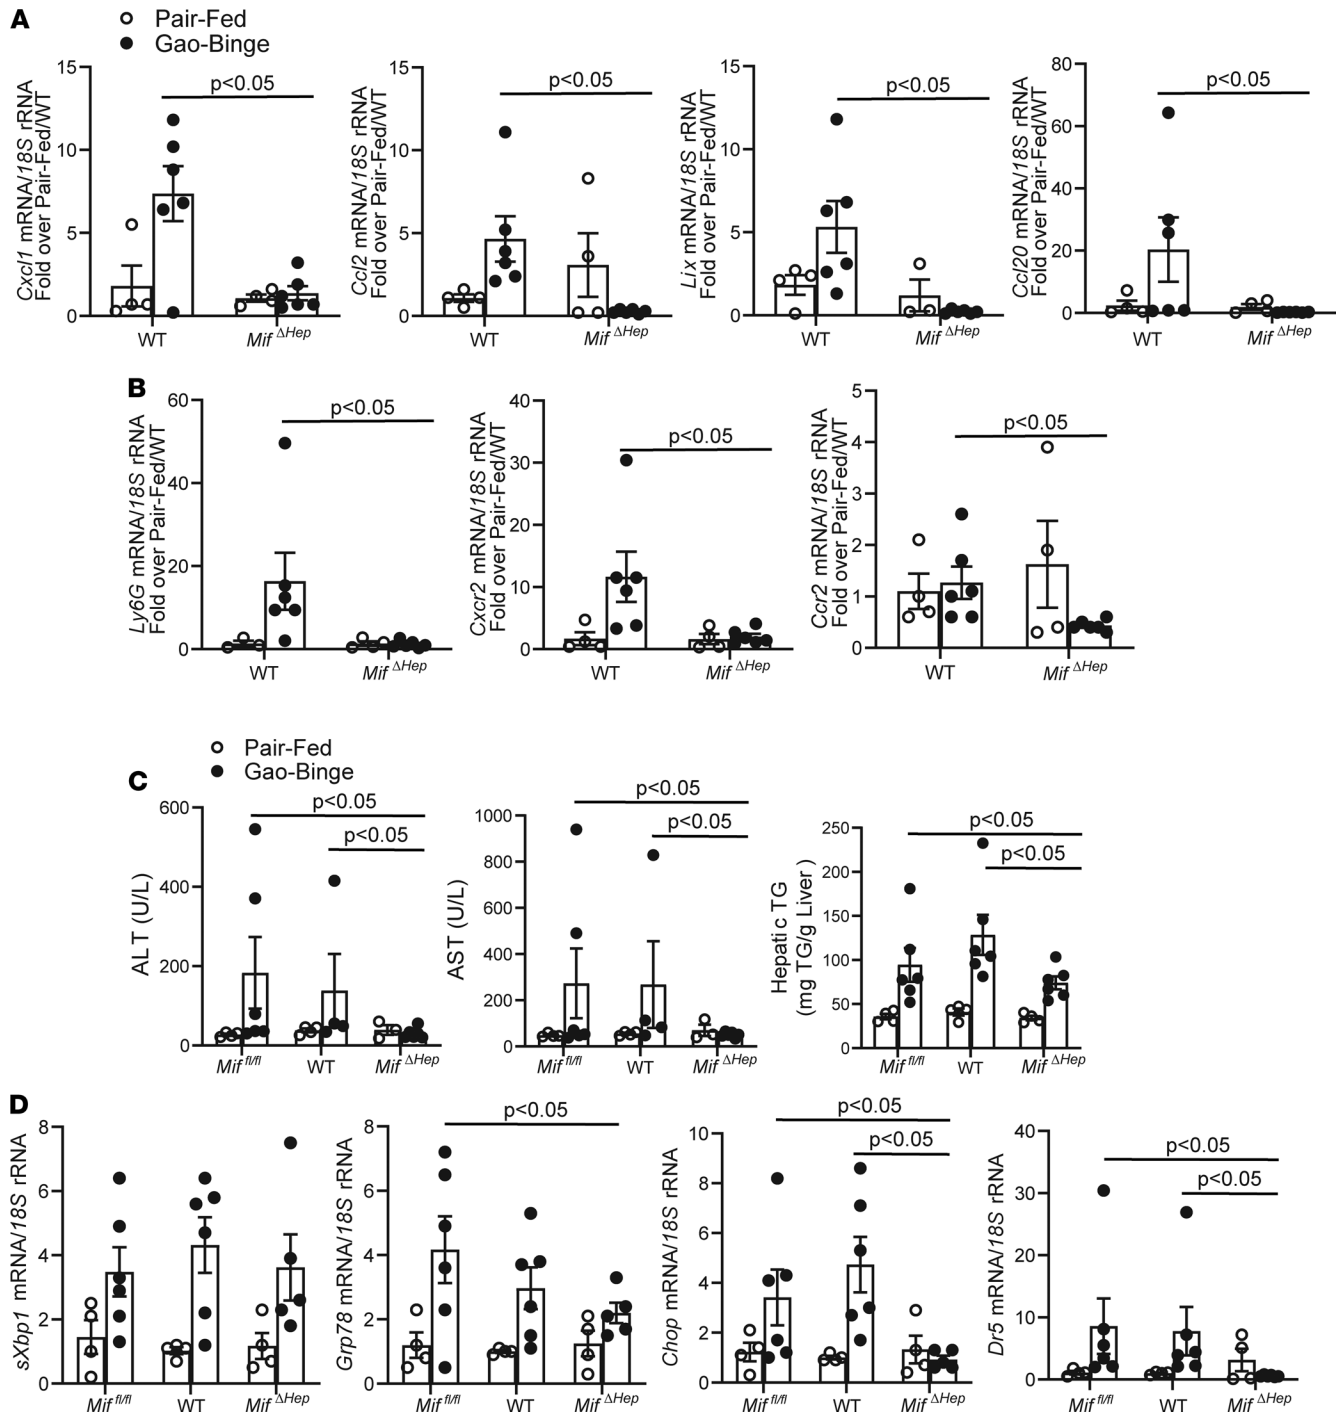 A
Pair-Fed
Gao-Binge
Cxcl1 mRNA/18S rRNA
Fold over Pair-Fed/WT
15
10
5
0
p<0.05
WT
Mif ΔHep
Ccl2 mRNA/18S rRNA
Fold over Pair-Fed/WT
15
10
5
0
p<0.05
WT
Mif ΔHep
Lix mRNA/18S rRNA
Fold over Pair-Fed/WT
15
10
5
0
p<0.05
WT
Mif ΔHep
Ccl20 mRNA/18S rRNA
Fold over Pair-Fed/WT
80
60
40
20
0
p<0.05
WT
Mif ΔHep
B
Ly6G mRNA/18S rRNA
Fold over Pair-Fed/WT
60
40
20
0
p<0.05
WT
Mif ΔHep
Cxcr2 mRNA/18S rRNA
Fold over Pair-Fed/WT
40
30
20
10
0
p<0.05
WT
Mif ΔHep
Ccr2 mRNA/18S rRNA
Fold over Pair-Fed/WT
5
4
3
2
1
0
p<0.05
WT
Mif ΔHep
Pair-Fed
Gao-Binge
C
ALT (U/L)
600
400
200
0
p<0.05
p<0.05
Mif fl/fl
WT
Mif ΔHep
AST (U/L)
1000
800
600
400
200
0
p<0.05
p<0.05
Mif fl/fl
WT
Mif ΔHep
Hepati c TG
(mg TG/g Liver )
250
200
150
100
50
0
p<0.05
p<0.05
Mif fl/fl
WT
Mif ΔHep
D
sXbp1 mRNA/18S rRNA
8
6
4
2
0
Mif fl/fl
WT
Mif ΔHep
Grp78 mRNA/18S rRNA
8
6
4
2
0
p<0.05
Mif fl/fl
WT
Mif ΔHep
Chop mRNA/18S rRNA
10
8
6
4
2
0
p<0.05
p<0.05
Mif fl/fl
WT
Mif ΔHep
Dr5 mRNA/18S rRNA
40
30
20
10
0
p<0.05
p<0.05
Mif fl/fl
WT
Mif ΔHep